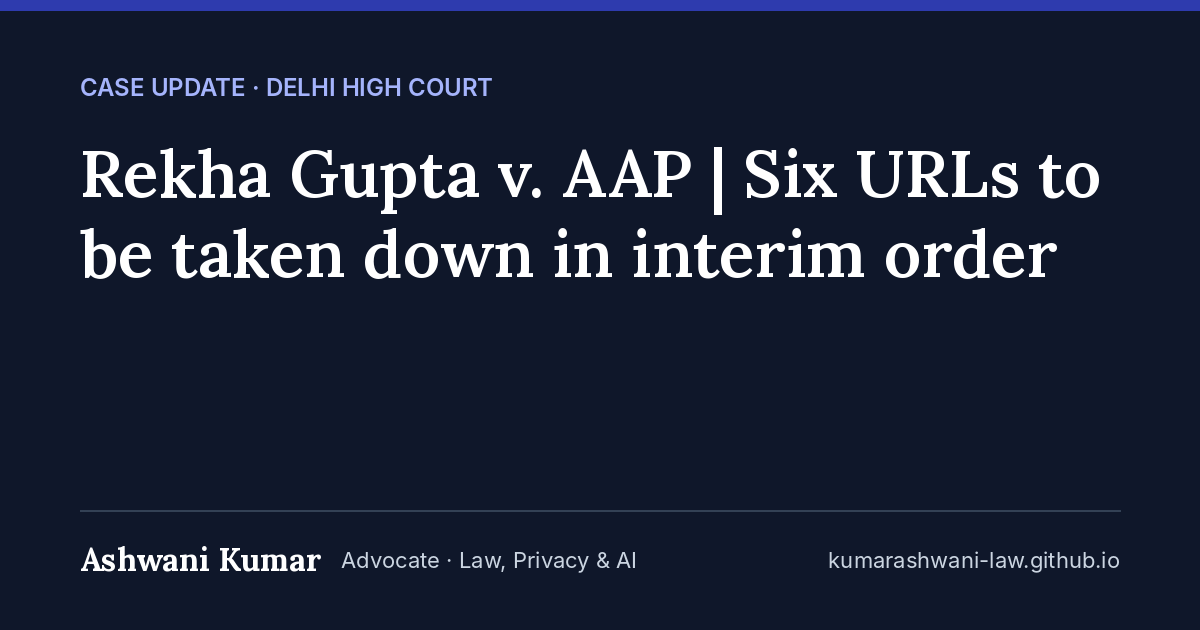 CASE UPDATE · DELHI HIGH COURT
Rekha Gupta v. AAP | Six URLs to
be taken down in interim order
Ashwani Kumar Advocate · Law, Privacy & AI kumarashwani-law.github.io